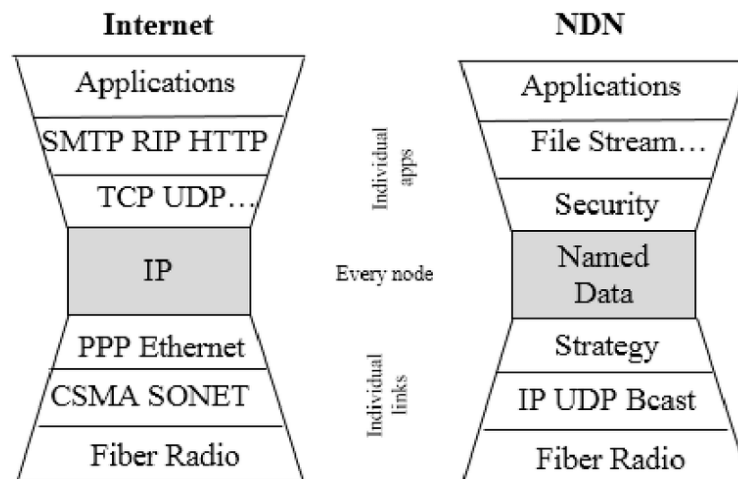 Internet
NDN
Applications
SMTP RIP HTTP
TCP UDP…
IP
PPP Ethernet
CSMA SONET
Fiber Radio
Individual
apps
Every node
Individual
links
Applications
File Stream…
Security
Named
Data
Strategy
IP UDP Bcast
Fiber Radio